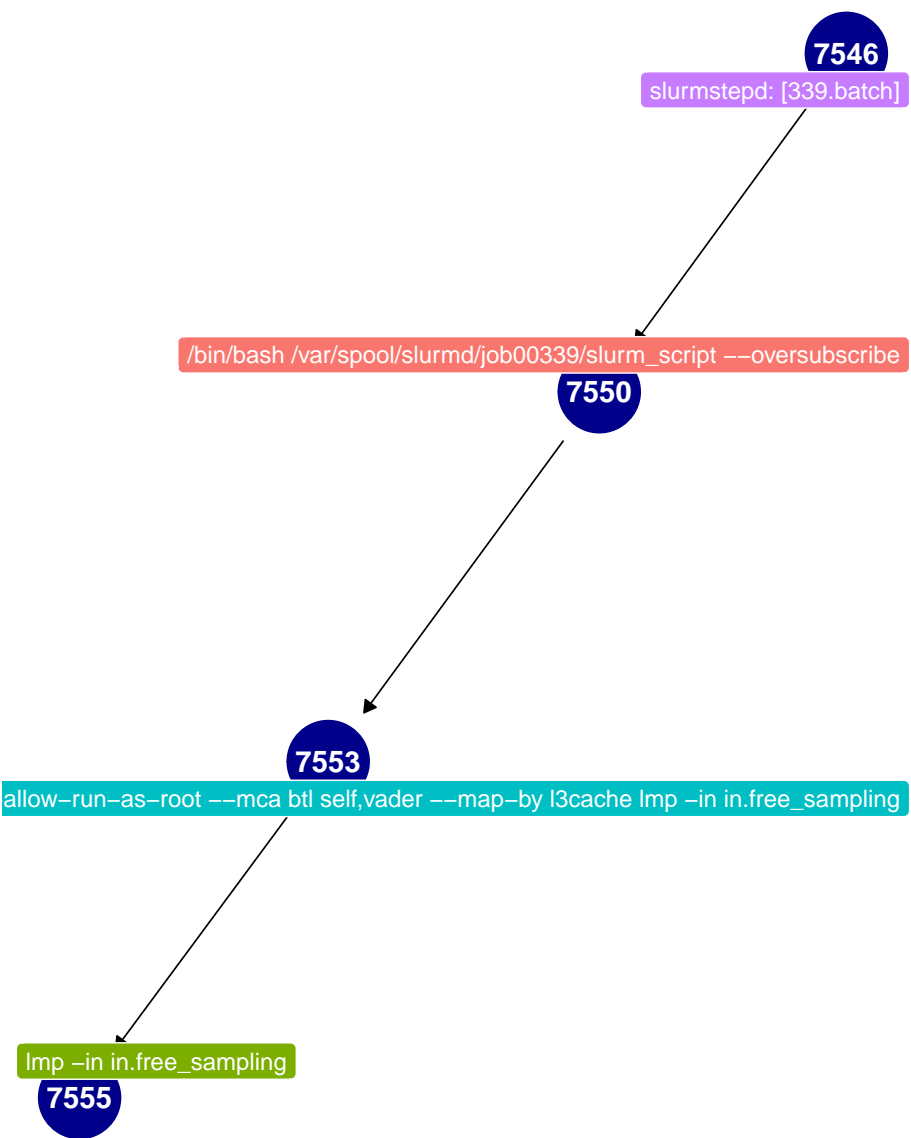 7546
slurmstepd: [339.batch]
/bin/bash /var/spool/slurmd/job00339/slurm_script −−oversubscribe
7550
7553
allow−run−as−root −−mca btl self,vader −−map−by l3cache lmp −in in.free_sampling
lmp −in in.free_sampling
7555